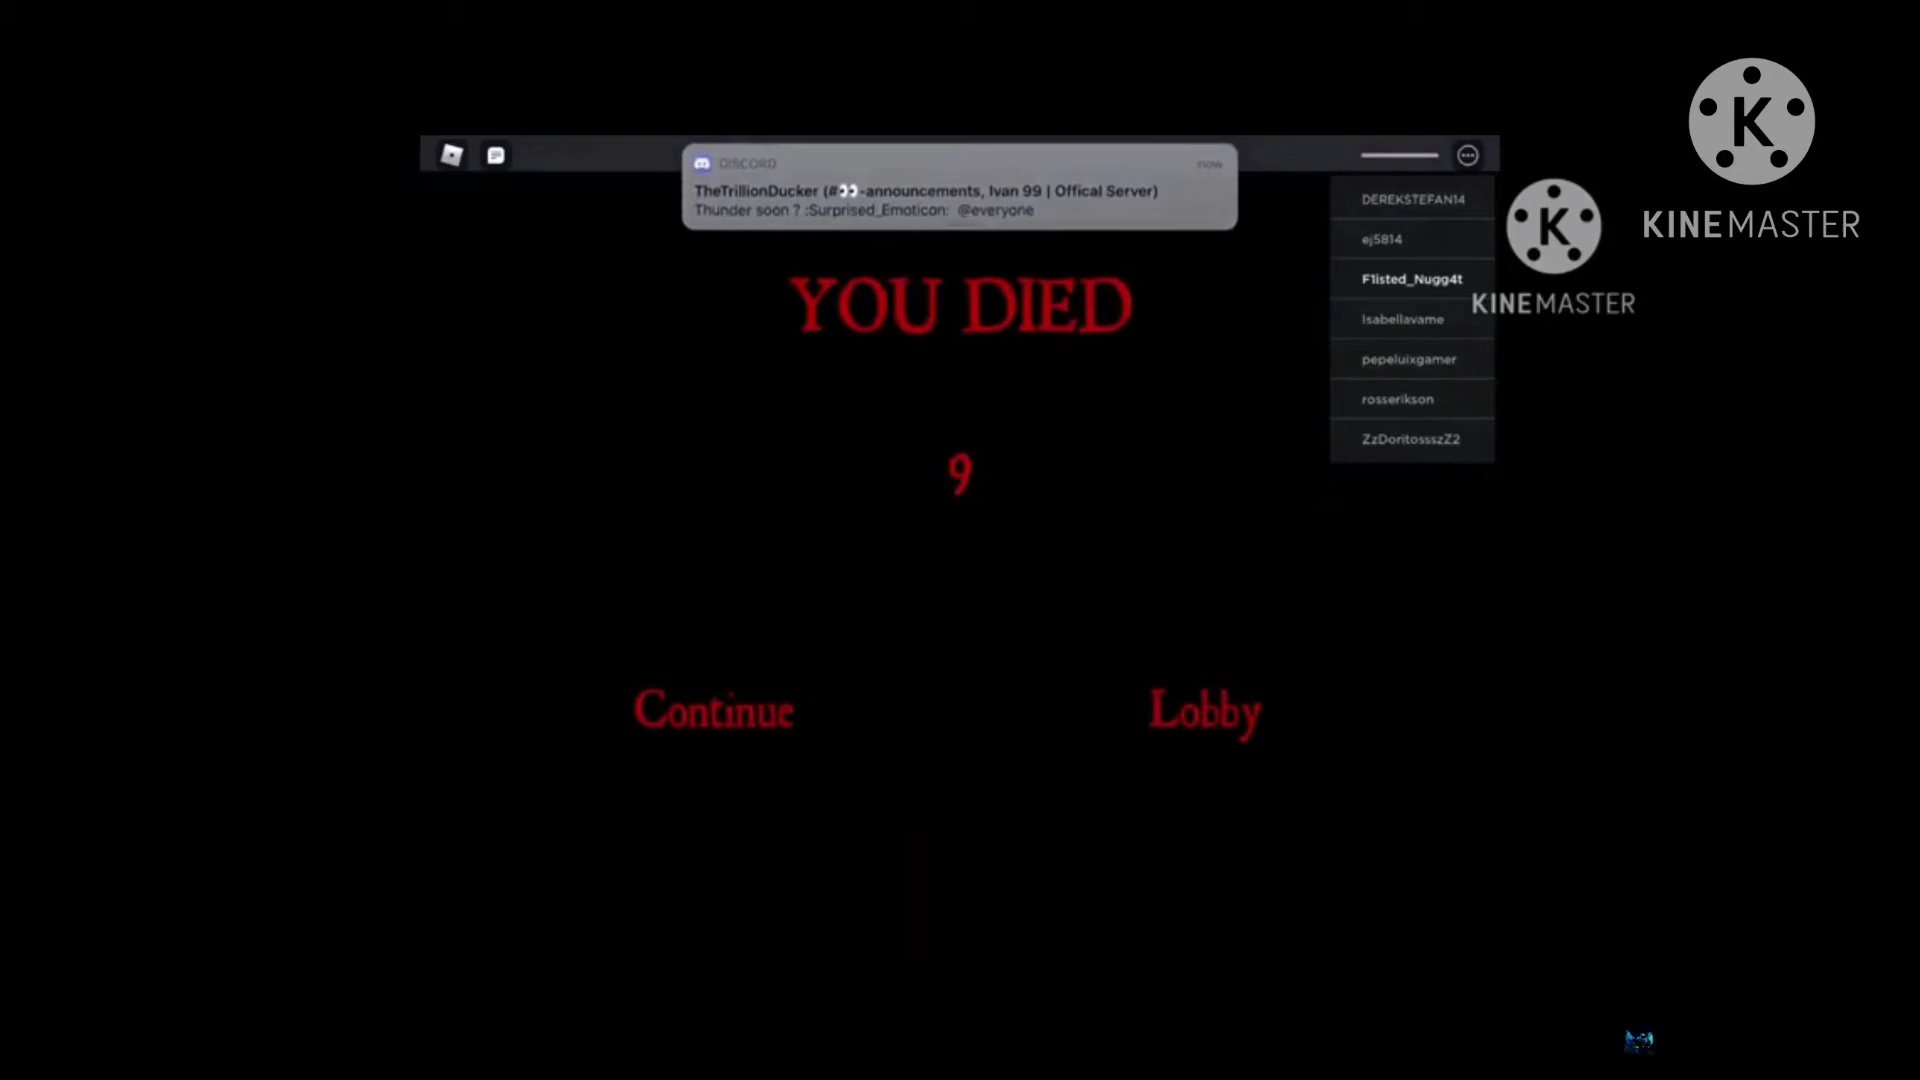 DISCORD
now
TheTrillionDucker (#👀-announcements, Ivan 99 | Offical Server)
Thunder soon ? :Surprised_Emoticon: @everyone
K
KINEMASTER
K
KINEMASTER
DEREKSTEFAN14
ej5814
F1isted_Nugg4t
Isabellavame
pepeluixgamer
rosserikson
ZzDoritossszZ2
YOU DIED
9
Continue
Lobby